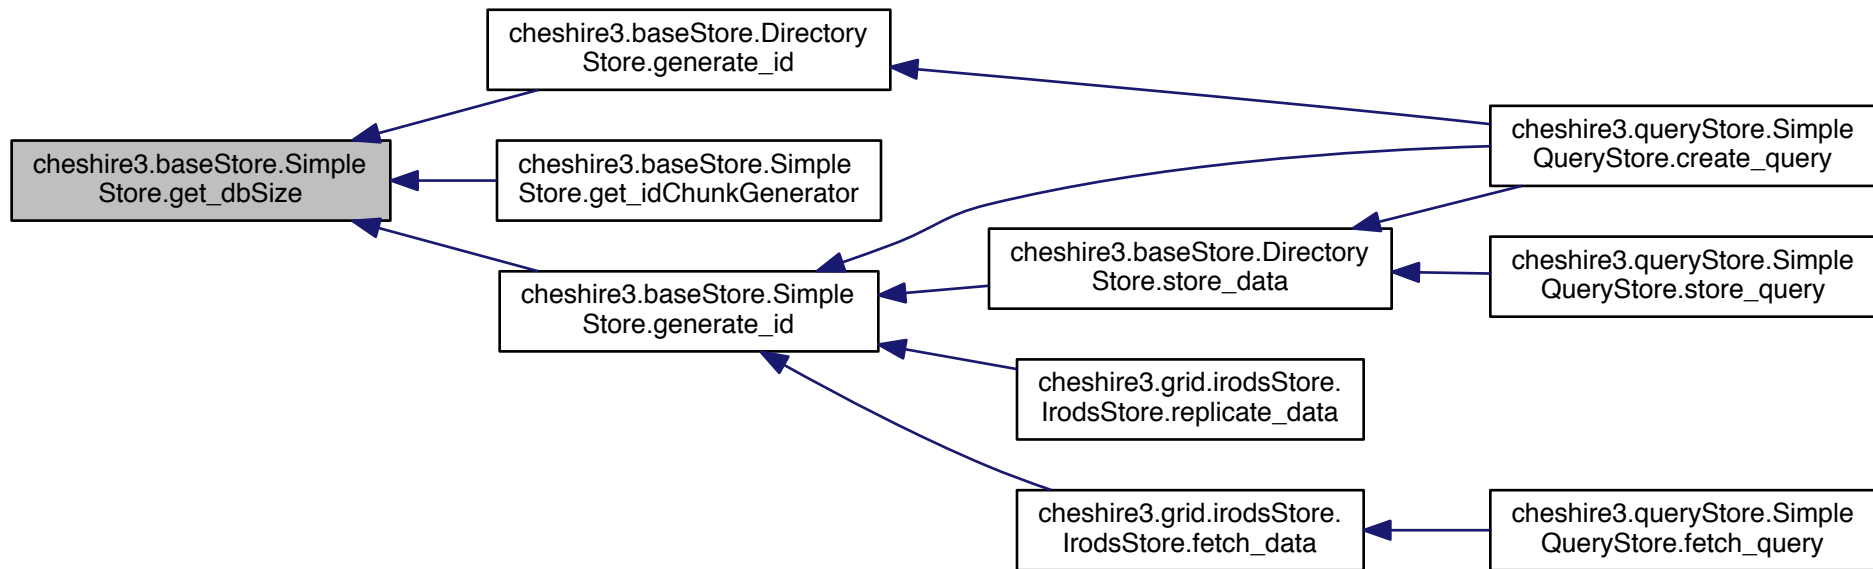 cheshire3.baseStore.Directory
Store.generate_id
cheshire3.baseStore.Simple
Store.get_dbSize
cheshire3.baseStore.Simple
Store.get_idChunkGenerator
cheshire3.baseStore.Simple
Store.generate_id
cheshire3.baseStore.Directory
Store.store_data
cheshire3.grid.irodsStore.
IrodsStore.replicate_data
cheshire3.grid.irodsStore.
IrodsStore.fetch_data
cheshire3.queryStore.Simple
QueryStore.create_query
cheshire3.queryStore.Simple
QueryStore.store_query
cheshire3.queryStore.Simple
QueryStore.fetch_query